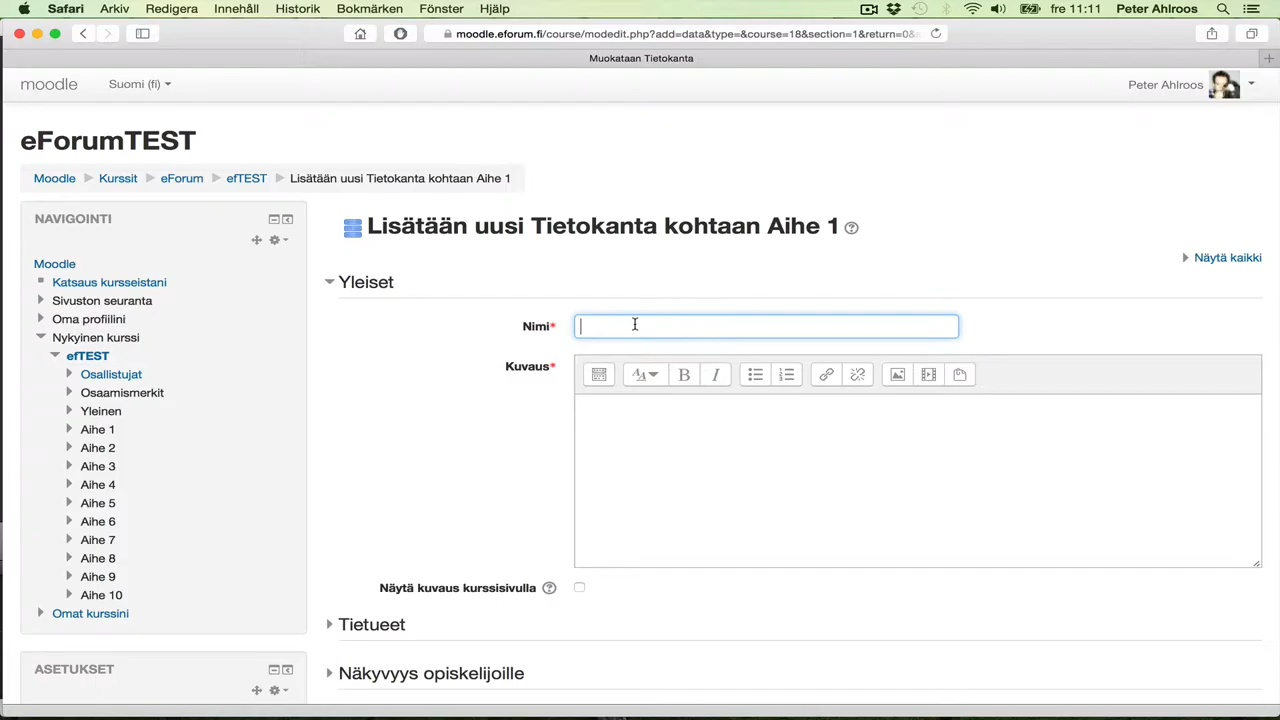 Safari Arkiv Redigera Innehåll Historik Bokmärken Fönster Hjälp fre 11:11 Peter Ahlroos
moodle.eforum.fi/course/modedit.php?add=data&type=&course=18&section=1&return=0&
Muokataan Tietokanta
moodle Suomi (fi) Peter Ahlroos
eForumTEST
Moodle Kurssit eForum efTEST Lisätään uusi Tietokanta kohtaan Aihe 1
NAVIGOINTI
Moodle
Katsaus kursseistani
Sivuston seuranta
Oma profiilini
Nykyinen kurssi
efTEST
Osallistujat
Osaamismerkit
Yleinen
Aihe 1
Aihe 2
Aihe 3
Aihe 4
Aihe 5
Aihe 6
Aihe 7
Aihe 8
Aihe 9
Aihe 10
Omat kurssini
ASETUKSET
Lisätään uusi Tietokanta kohtaan Aihe 1
Näytä kaikki
Yleiset
Nimi*
Kuvaus*
Näytä kuvaus kurssisivulla
Tietueet
Näkyvyys opiskelijoille